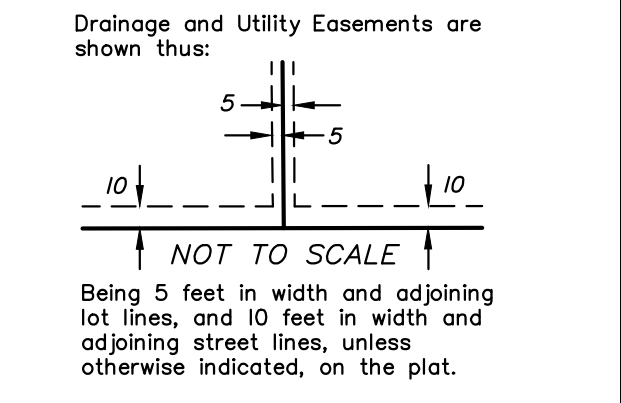 Drainage and Utility Easements are
shown thus:
5
5
10
10
NOT TO SCALE
Being 5 feet in width and adjoining
lot lines, and 10 feet in width and
adjoining street lines, unless
otherwise indicated, on the plat.